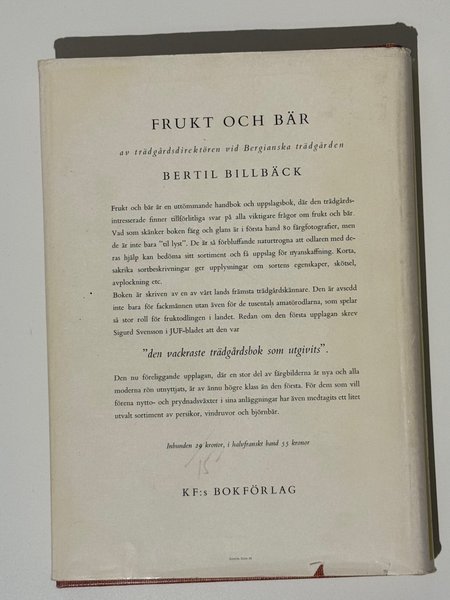 FRUKT OCH BÄR
av trädgårdsdirektören vid Bergianska trädgården
BERTIL BILLBÄCK
Frukt och bär är en uttömmande handbok och uppslagsbok, där den trädgårds-
intresserade finner tillförlitliga svar på alla viktigare frågor om frukt och bär.
Vad som skänker boken färg och glans är i första hand 80 färgfotografier, men
de är inte bara "til lyst". De är så förbluffande naturtrogna att odlaren med de-
ras hjälp kan bedöma sitt sortiment och få uppslag för nyanskaffning. Korta,
sakrika sortbeskrivningar ger upplysningar om sortens egenskaper, skötsel,
avplockning etc.
Boken är skriven av en av vårt lands främsta trädgårdskännare. Den är avsedd
inte bara för fackmännen utan även för de tusentals amatörodlarna, som spelar
så stor roll för fruktodlingen i landet. Redan om den första upplagan skrev
Sigurd Svensson i JUF-bladet att den var
"den vackraste trädgårdsbok som utgivits".
Den nu föreliggande upplagan, där en stor del av färgbilderna är nya och alla
moderna rön utnyttjats, är av ännu högre klass än den första. För dem som vill
förena nytto- och prydnadsväxter i sina anläggningar har även medtagits ett litet
utvalt sortiment av persikor, vindruvor och björnbär.
Inbunden 29 kronor, i halvfranskt band 35 kronor
KF:s BOKFÖRLAG